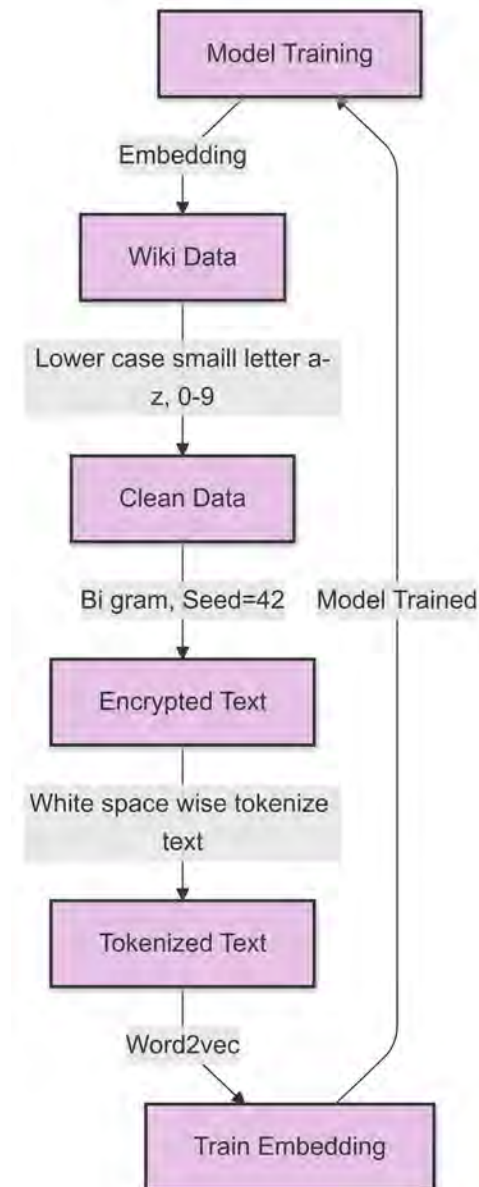 Model Training
Embedding
Wiki Data
Lower case smaill letter a-
z, 0-9
Clean Data
Bi gram, Seed=42
Model Trained
Encrypted Text
White space wise tokenize
text
Tokenized Text
Word2vec
Train Embedding